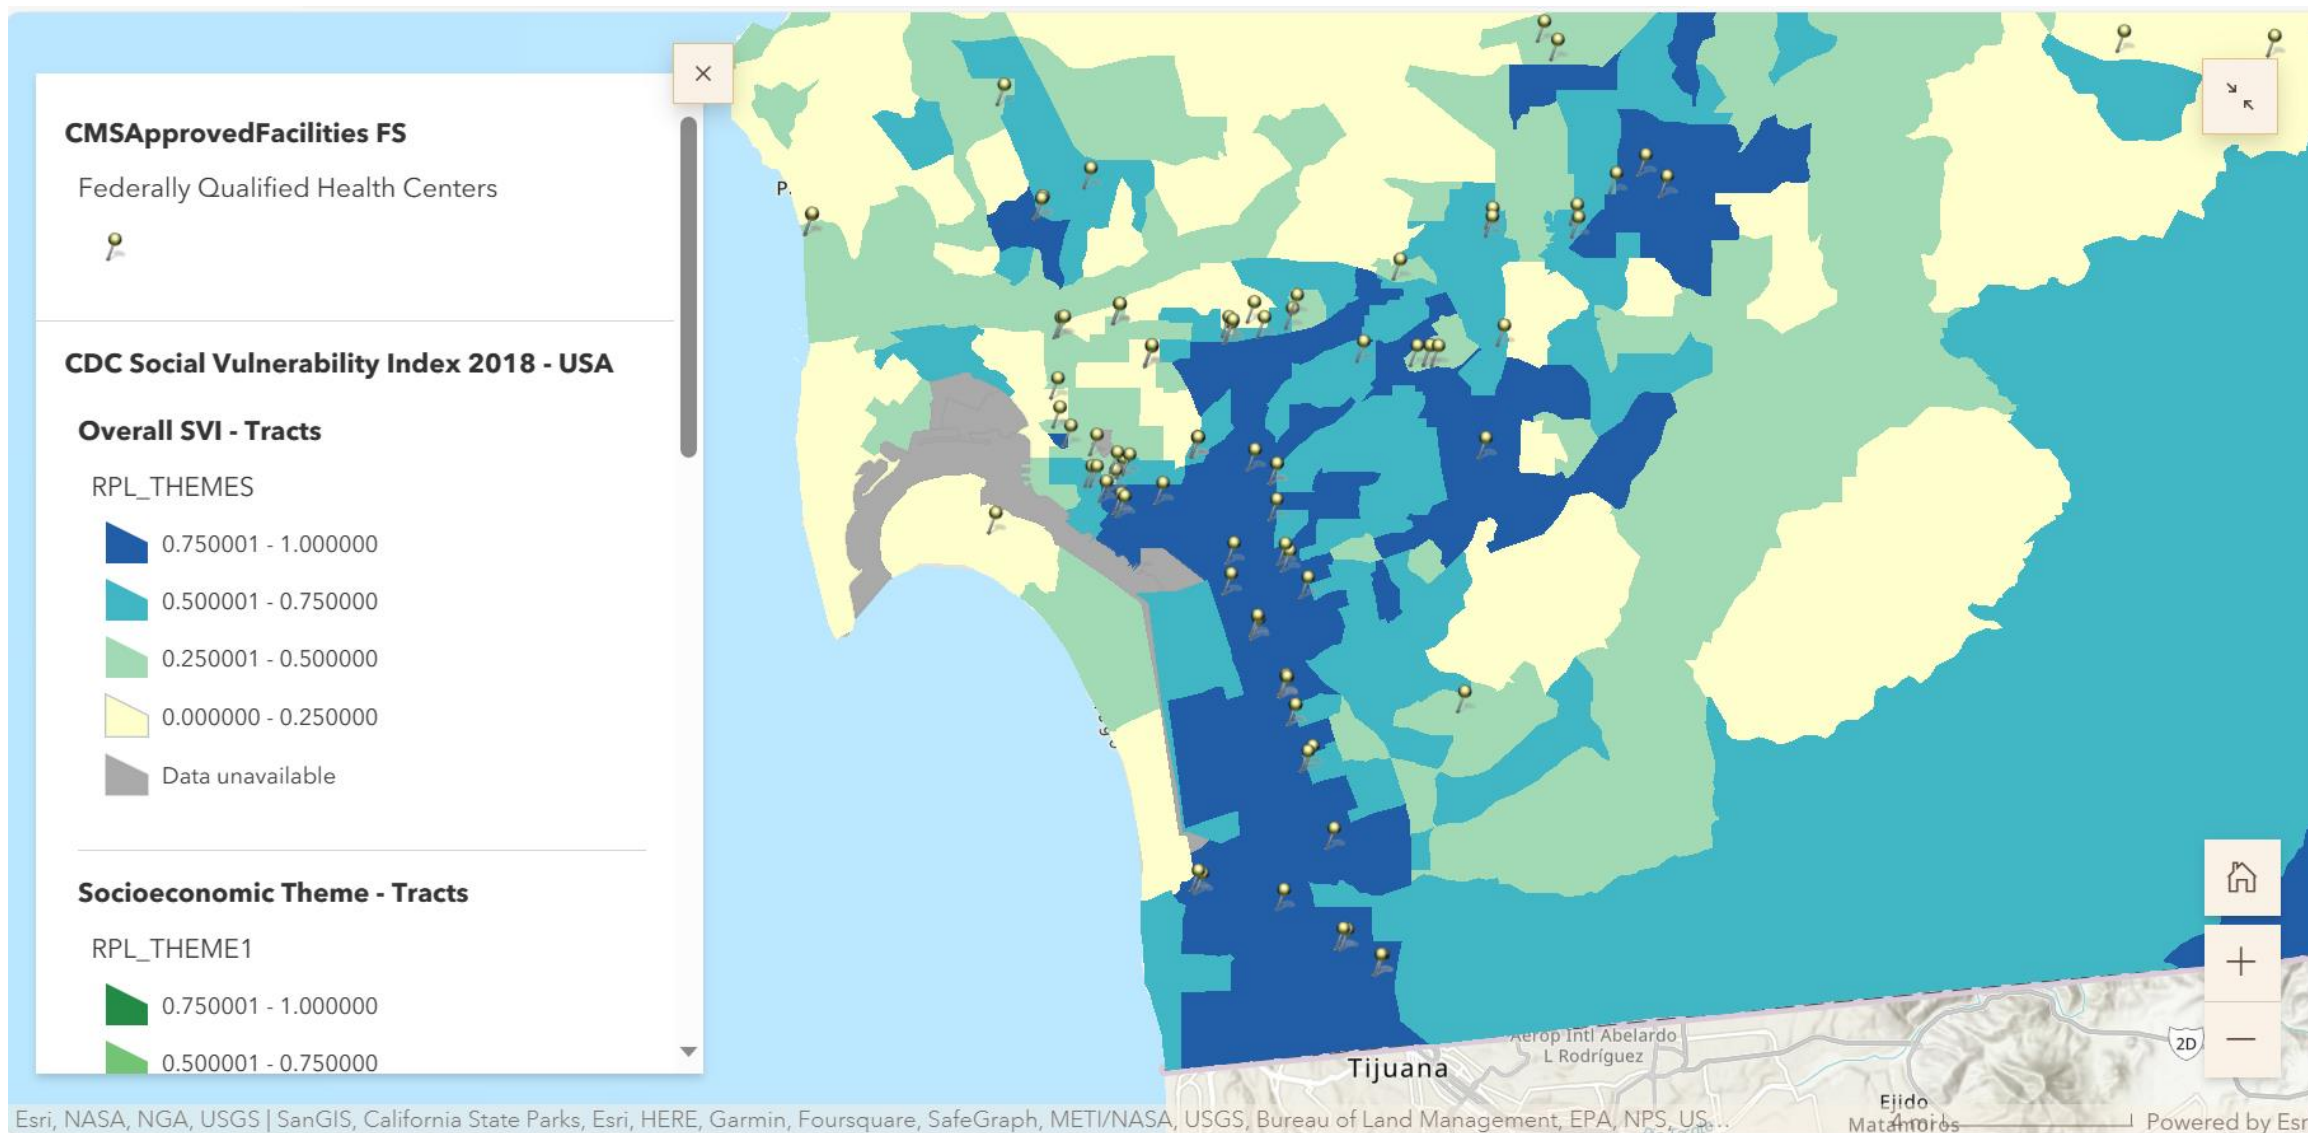 CMSApprovedFacilities FS
Federally Qualified Health Centers
CDC Social Vulnerability Index 2018 - USA
Overall SVI - Tracts
RPL_THEMES
0.750001 - 1.000000
0.500001 - 0.750000
0.250001 - 0.500000
0.000000 - 0.250000
Data unavailable
Socioeconomic Theme - Tracts
RPL_THEME1
0.750001 - 1.000000
0.500001 - 0.750000
P
Aerop Intl Abelardo
L Rodríguez
Tijuana
2D
Ejido
Matamoros
4 mi
Esri, NASA, NGA, USGS | SanGIS, California State Parks, Esri, HERE, Garmin, Foursquare, SafeGraph, METI/NASA, USGS, Bureau of Land Management, EPA, NPS, US...
Powered by Esr